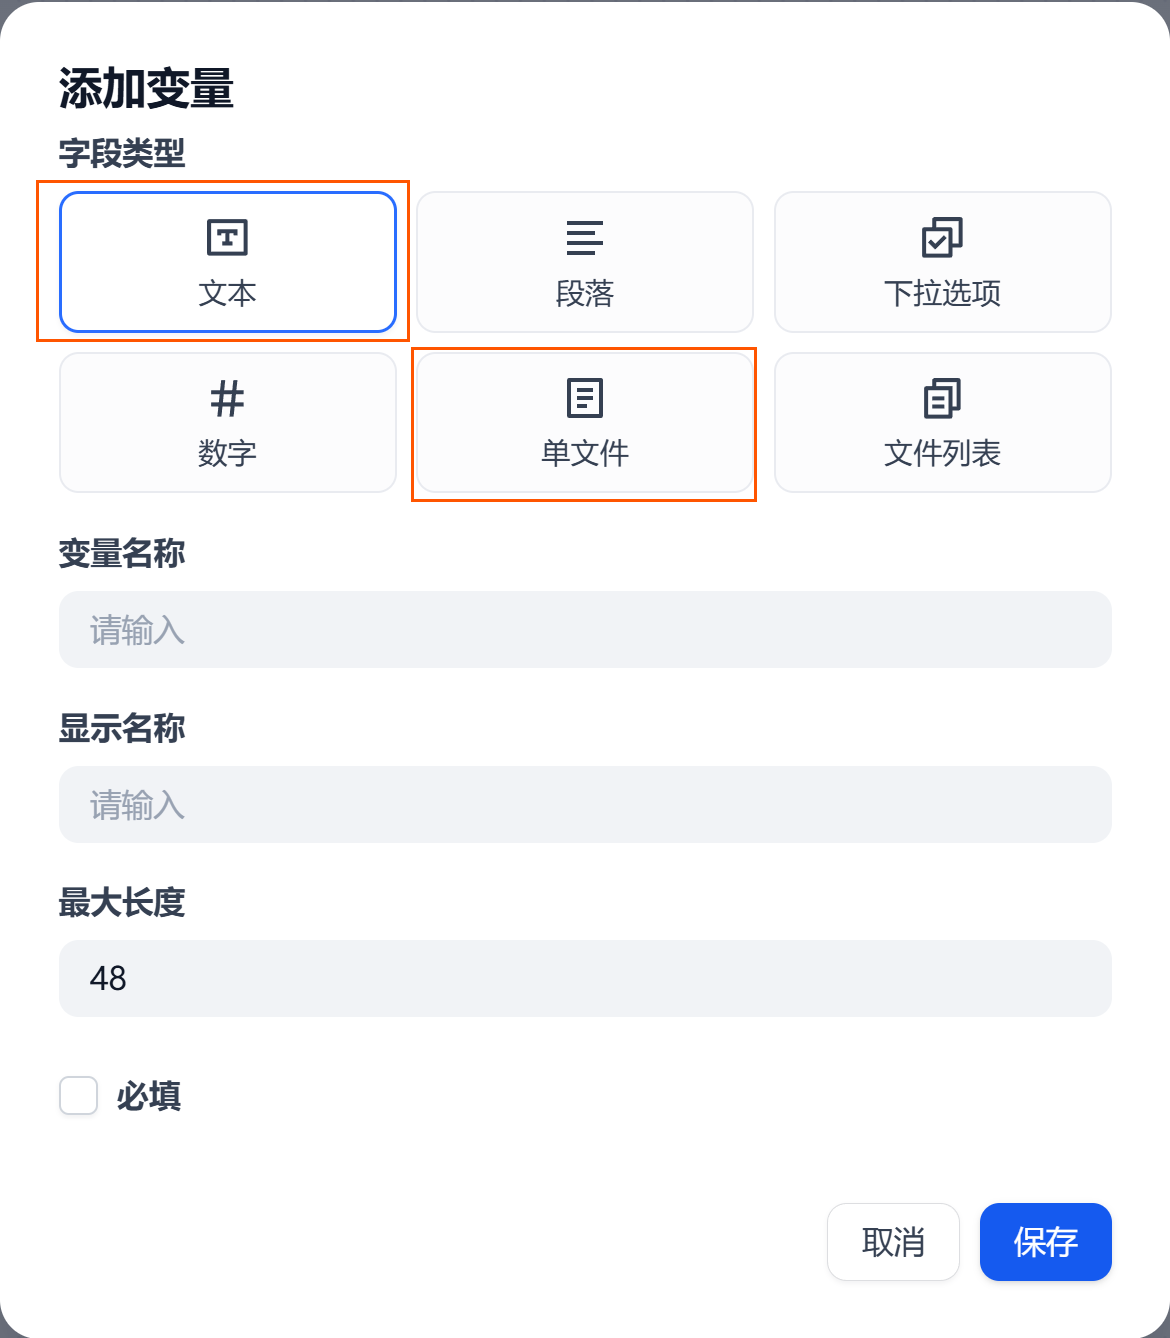 添加变量
字段类型
文本
段落
下拉选项
数字
单文件
文件列表
变量名称
请输入
显示名称
请输入
最大长度
48
必填
取消
保存